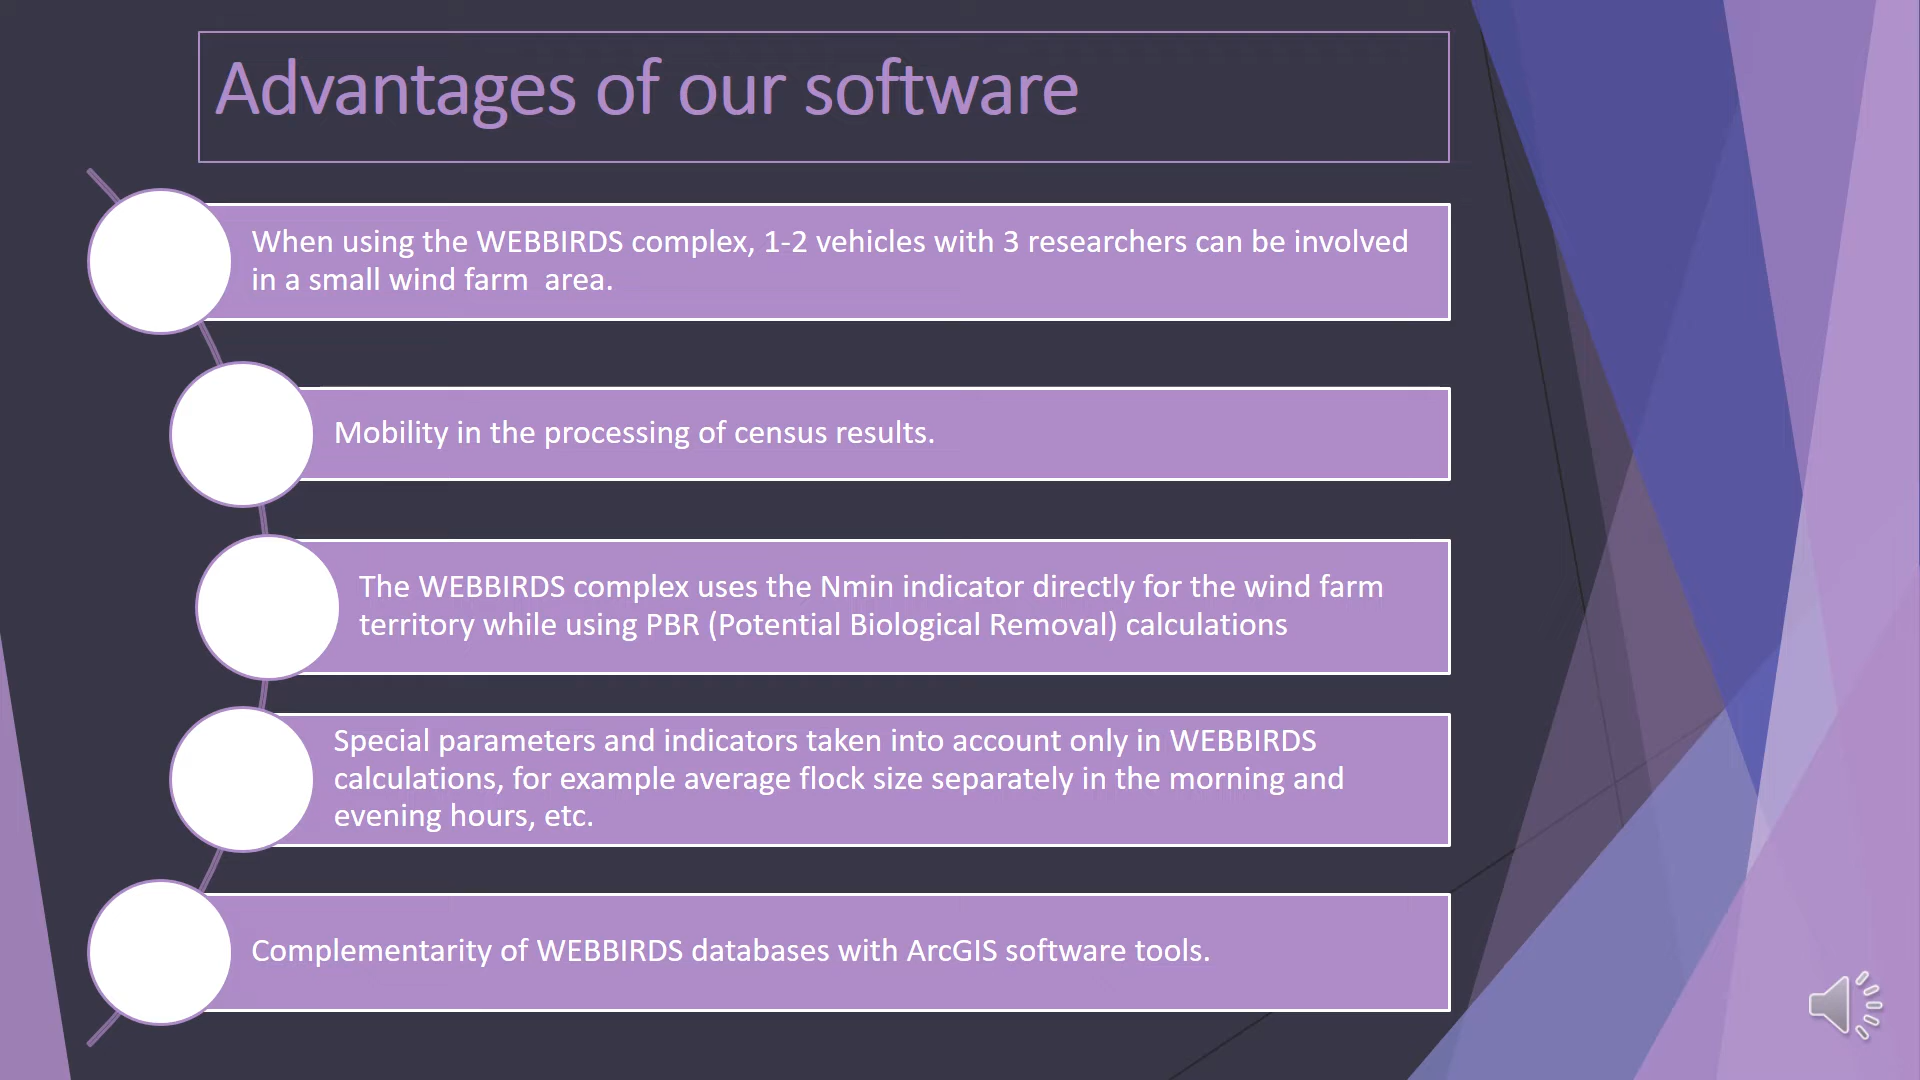 Advantages of our software
When using the WEBBIRDS complex, 1-2 vehicles with 3 researchers can be involved
in a small wind farm  area.
Mobility in the processing of census results.
The WEBBIRDS complex uses the Nmin indicator directly for the wind farm
territory while using PBR (Potential Biological Removal) calculations
Special parameters and indicators taken into account only in WEBBIRDS
calculations, for example average flock size separately in the morning and
evening hours, etc.
Complementarity of WEBBIRDS databases with ArcGIS software tools.